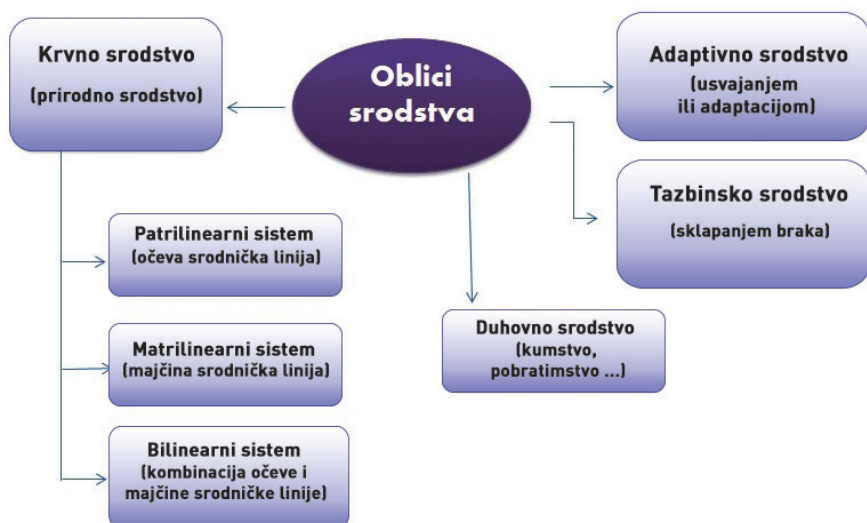 Oblici
srodstva
Krvno srodstvo
(prirodno srodstvo)
Patrilinearni sistem
(očeva srodnička linija)
Matrilinearni sistem
(majčina srodnička linija)
Bilinearni sistem
(kombinacija očeve i
majčine srodničke linije)
Duhovno srodstvo
(kumstvo,
pobratimstvo ...)
Adaptivno srodstvo
(usvajanjem
ili adaptacijom)
Tazbinsko srodstvo
(sklapanjem braka)